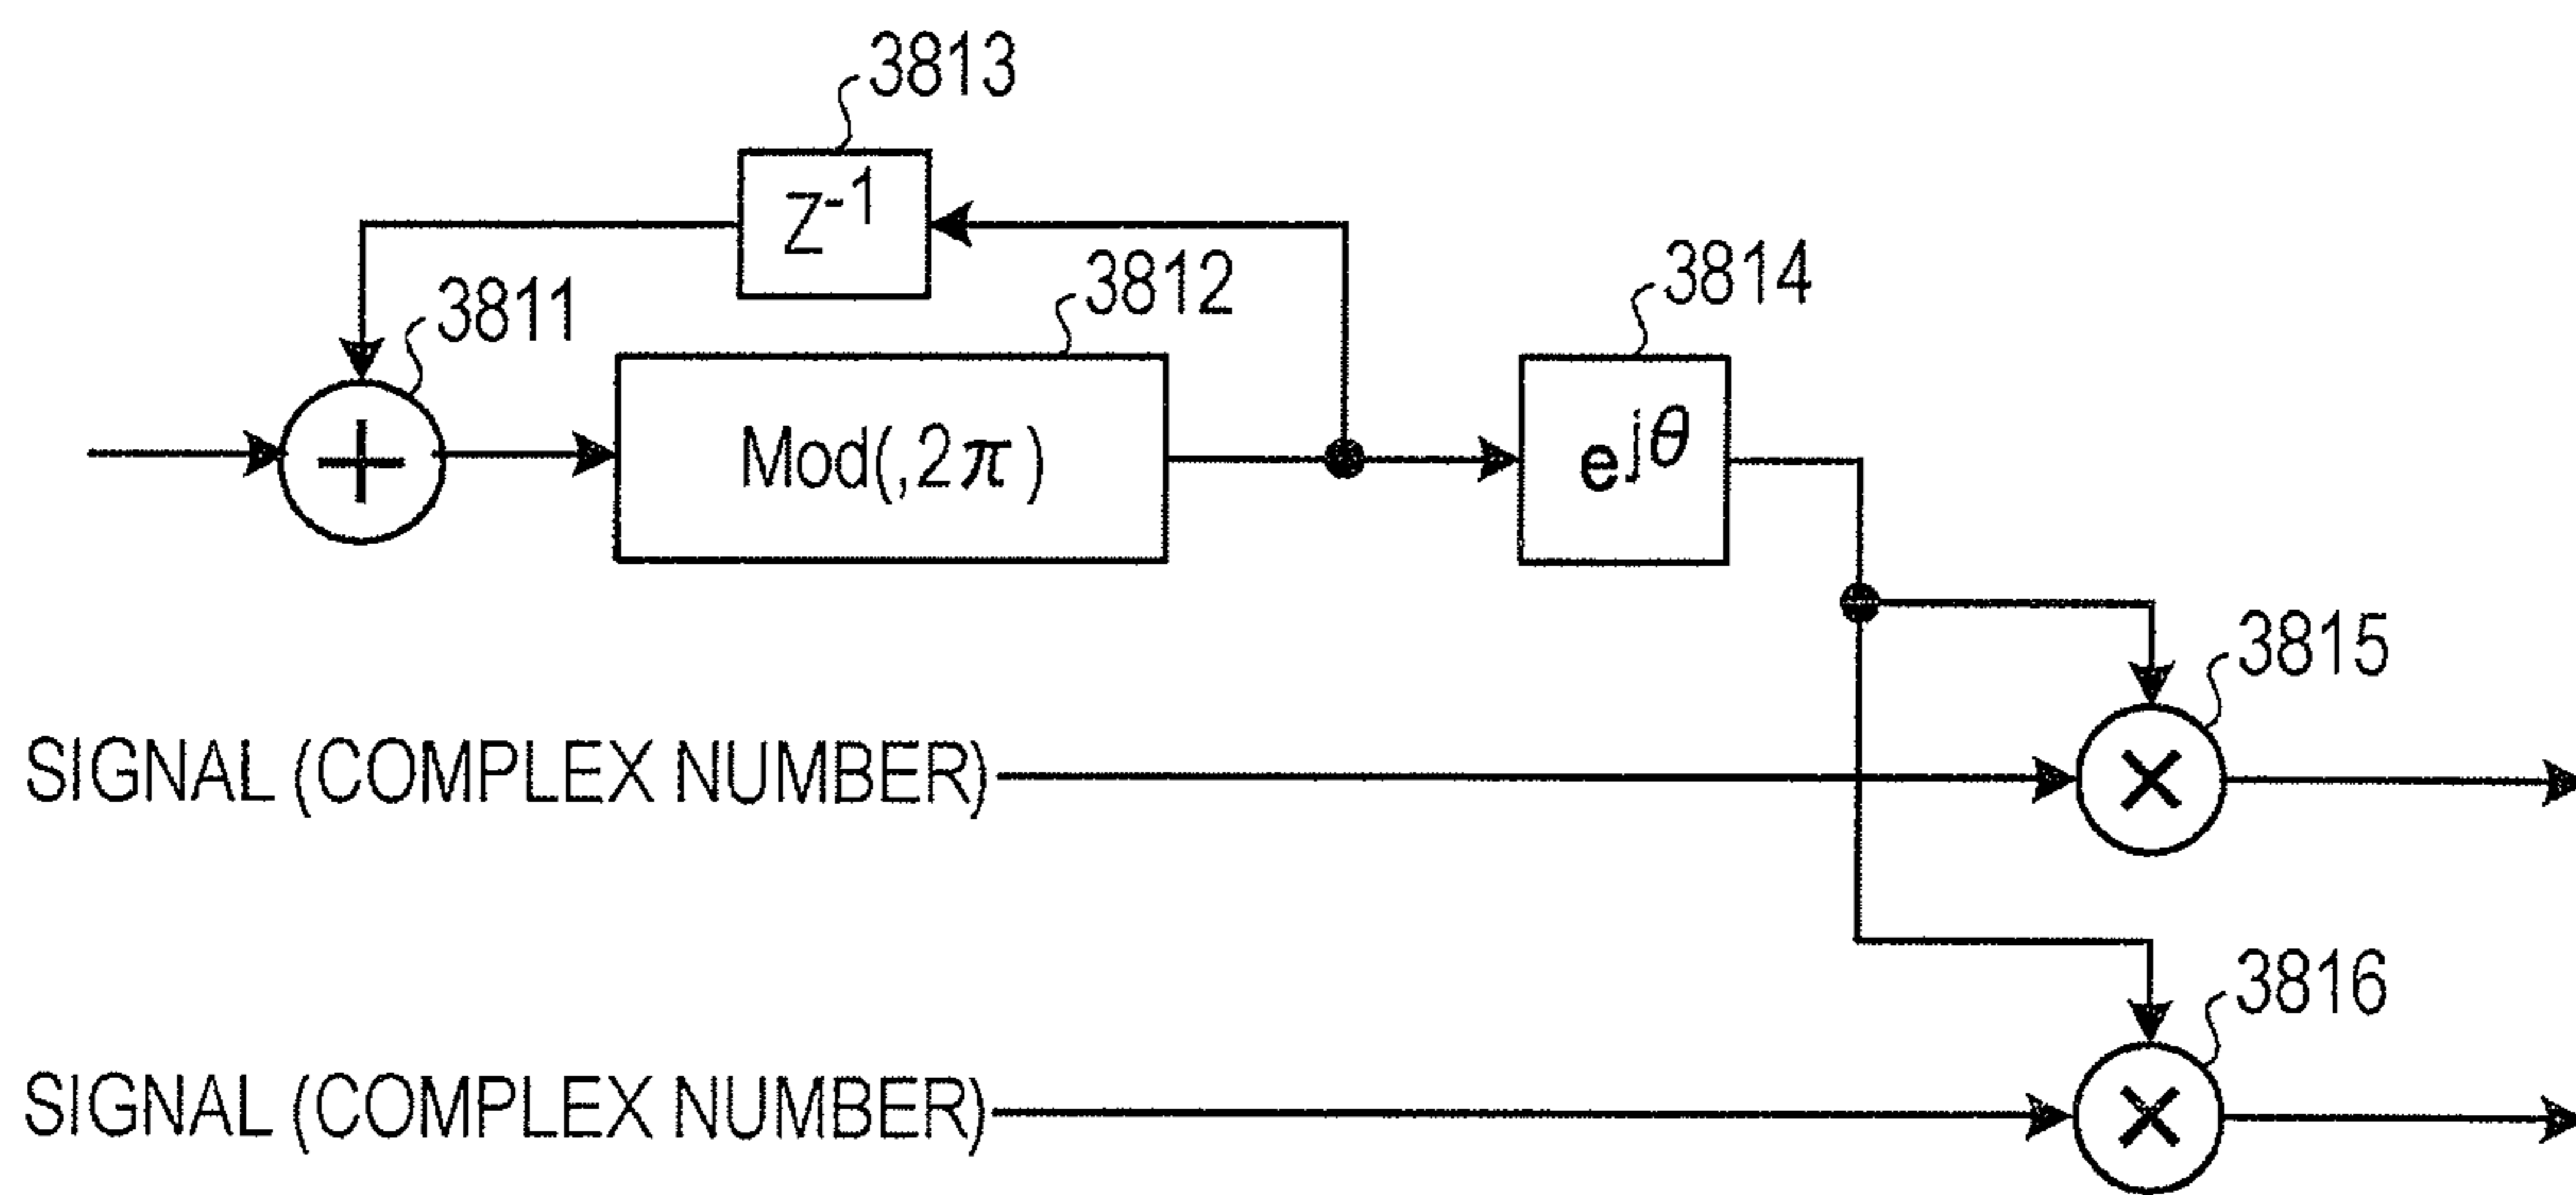 3813
Z-1
3812
3814
3811
Mod(,2π)
ejθ
3815
SIGNAL (COMPLEX NUMBER)
3816
SIGNAL (COMPLEX NUMBER)